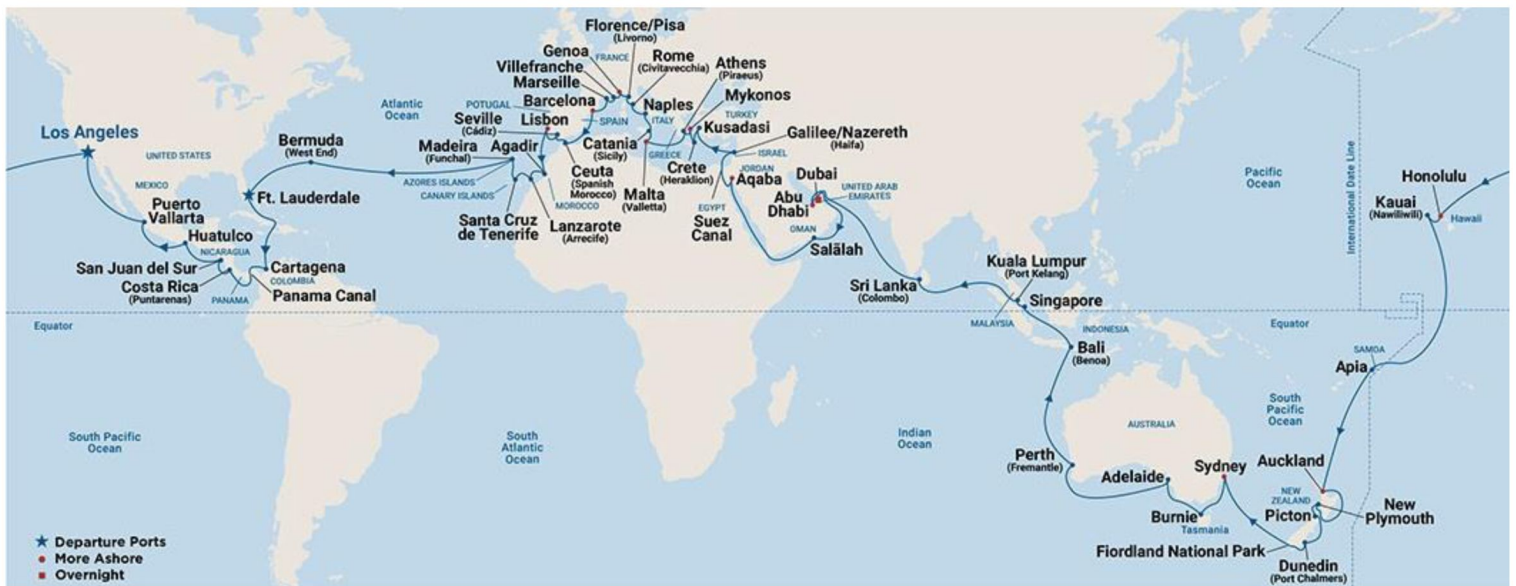 Florence/Pisa
(Livorno)
Genoa
FRANCE
Rome
(Civitavecchia)
Athens
(Piraeus)
Villefranche
Marseille
Mykonos
Atlantic
Ocean
POTUGAL
Barcelona
Naples
TURKEY
Seville
(Cádiz)
Lisbon
SPAIN
ITALY
Kusadasi
Galilee/Nazereth
(Haifa)
Los Angeles
Bermuda
(West End)
Madeira
(Funchal)
Agadir
Catania
(Sicily)
GREECE
ISRAEL
International Date Line
UNITED STATES
Ceuta
(Spanish
Morocco)
Crete
(Heraklion)
JORDAN
Aqaba
Dubai
Pacific
Ocean
Honolulu
AZORES ISLANDS
CANARY ISLANDS
MEXICO
Ft. Lauderdale
MOROCCO
Malta
(Valletta)
EGYPT
Abu
Dhabi
UNITED ARAB
EMIRATES
Kauai
(Nawiliwili)
Hawaii
Puerto
Vallarta
Santa Cruz
de Tenerife
Lanzarote
(Arrecife)
Suez
Canal
OMAN
Huatulco
Salālah
NICARAGUA
San Juan del Sur
Cartagena
COLOMBIA
Kuala Lumpur
(Port Kelang)
Costa Rica
(Puntarenas)
PANAMA
Panama Canal
Sri Lanka
(Colombo)
Singapore
Equator
MALAYSIA
INDONESIA
Equator
Bali
(Benoa)
SAMOA
Apia
South
Pacific
Ocean
AUSTRALIA
South Pacific
Ocean
South
Atlantic
Ocean
Indian
Ocean
Perth
(Fremantle)
Adelaide
Sydney
Auckland
NEW
ZEALAND
New
Plymouth
Burnie
Tasmania
Picton
Fiordland National Park
Dunedin
(Port Chalmers)
Departure Ports
More Ashore
Overnight